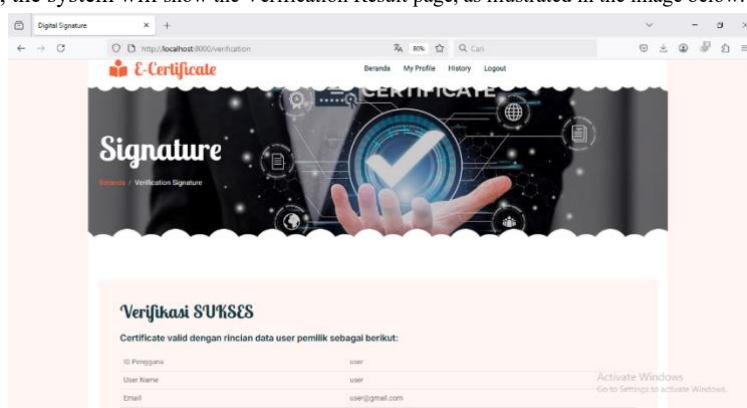 , the system will show the Verification Result page, as illustrated in the image below.
Digital Signature
http://localhost:8000/verification
80%
Cari
E-Certificate
Beranda My Profile History Logout
CERTIFICATE
Signature
Beranda / Verification Signature
Verifikasi SUKSES
Certificate valid dengan rincian data user pemilik sebagai berikut:
ID Pengguna user
User Name user
Email user@gmail.com
Activate Windows
Go to Settings to activate Windows.